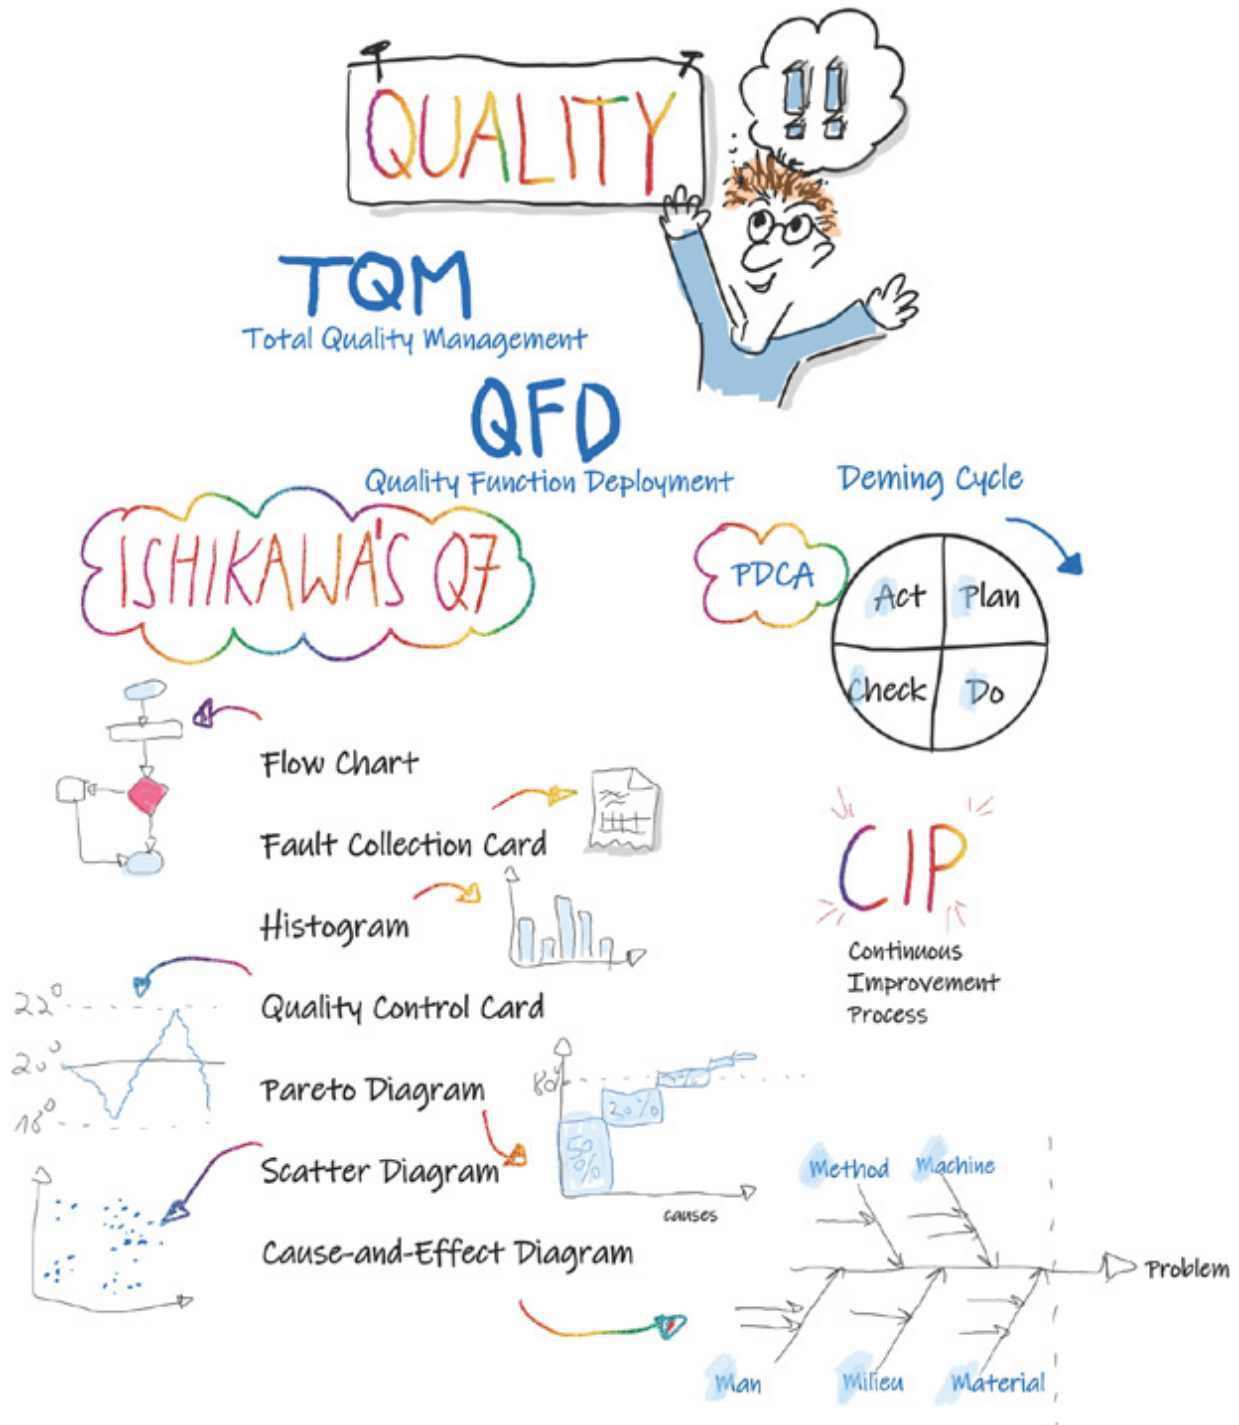 QUALITY
!!
TQM
Total Quality Management
QFD
Quality Function Deployment
ISHIKAWA'S Q7
Deming Cycle
PDCA
Act Plan
Check Do
Flow Chart
Fault Collection Card
Histogram
Quality Control Card
Pareto Diagram
Scatter Diagram
Cause-and-Effect Diagram
CIP
Continuous
Improvement
Process
22°
20°
18°
80%
20%
50
%
causes
Method Machine
Problem
Man Milieu Material